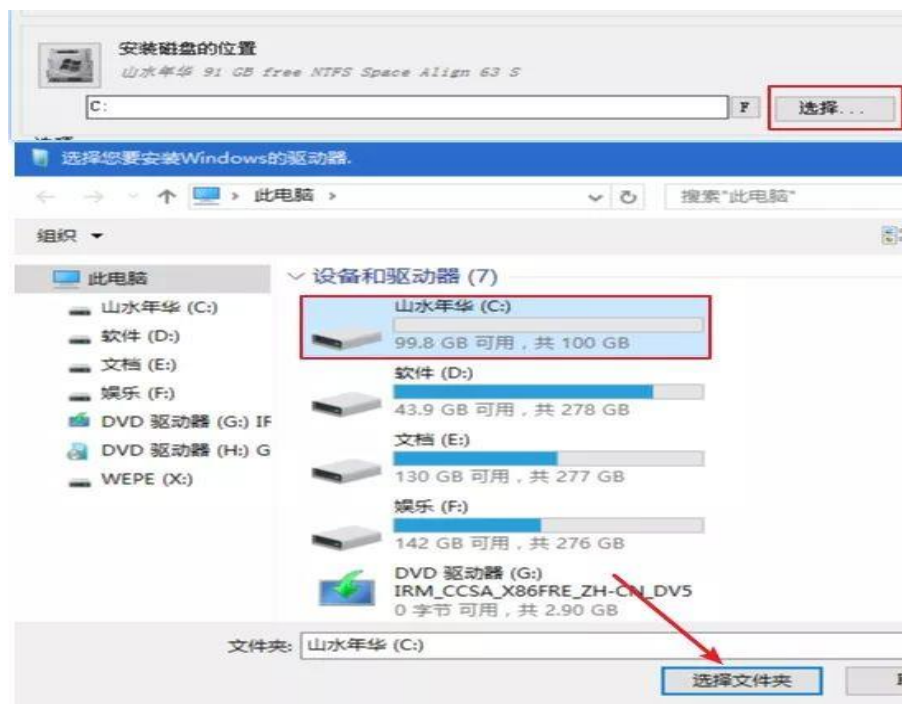 安装磁盘的位置
山水年华 91 GB free NTFS Space Align 63 S
C:
F
选择...
选择您要安装Windows的驱动器.
此电脑
搜索"此电脑"
组织
此电脑
山水年华 (C:)
软件 (D:)
文档 (E:)
娱乐 (F:)
DVD 驱动器 (G:) IF
DVD 驱动器 (H:) G
WEPE (X:)
设备和驱动器 (7)
山水年华 (C:)
99.8 GB 可用，共 100 GB
软件 (D:)
43.9 GB 可用，共 278 GB
文档 (E:)
130 GB 可用，共 277 GB
娱乐 (F:)
142 GB 可用，共 276 GB
DVD 驱动器 (G:)
IRM_CCSA_X86FRE_ZH-CN_DV5
0 字节 可用，共 2.90 GB
文件夹: 山水年华 (C:)
选择文件夹